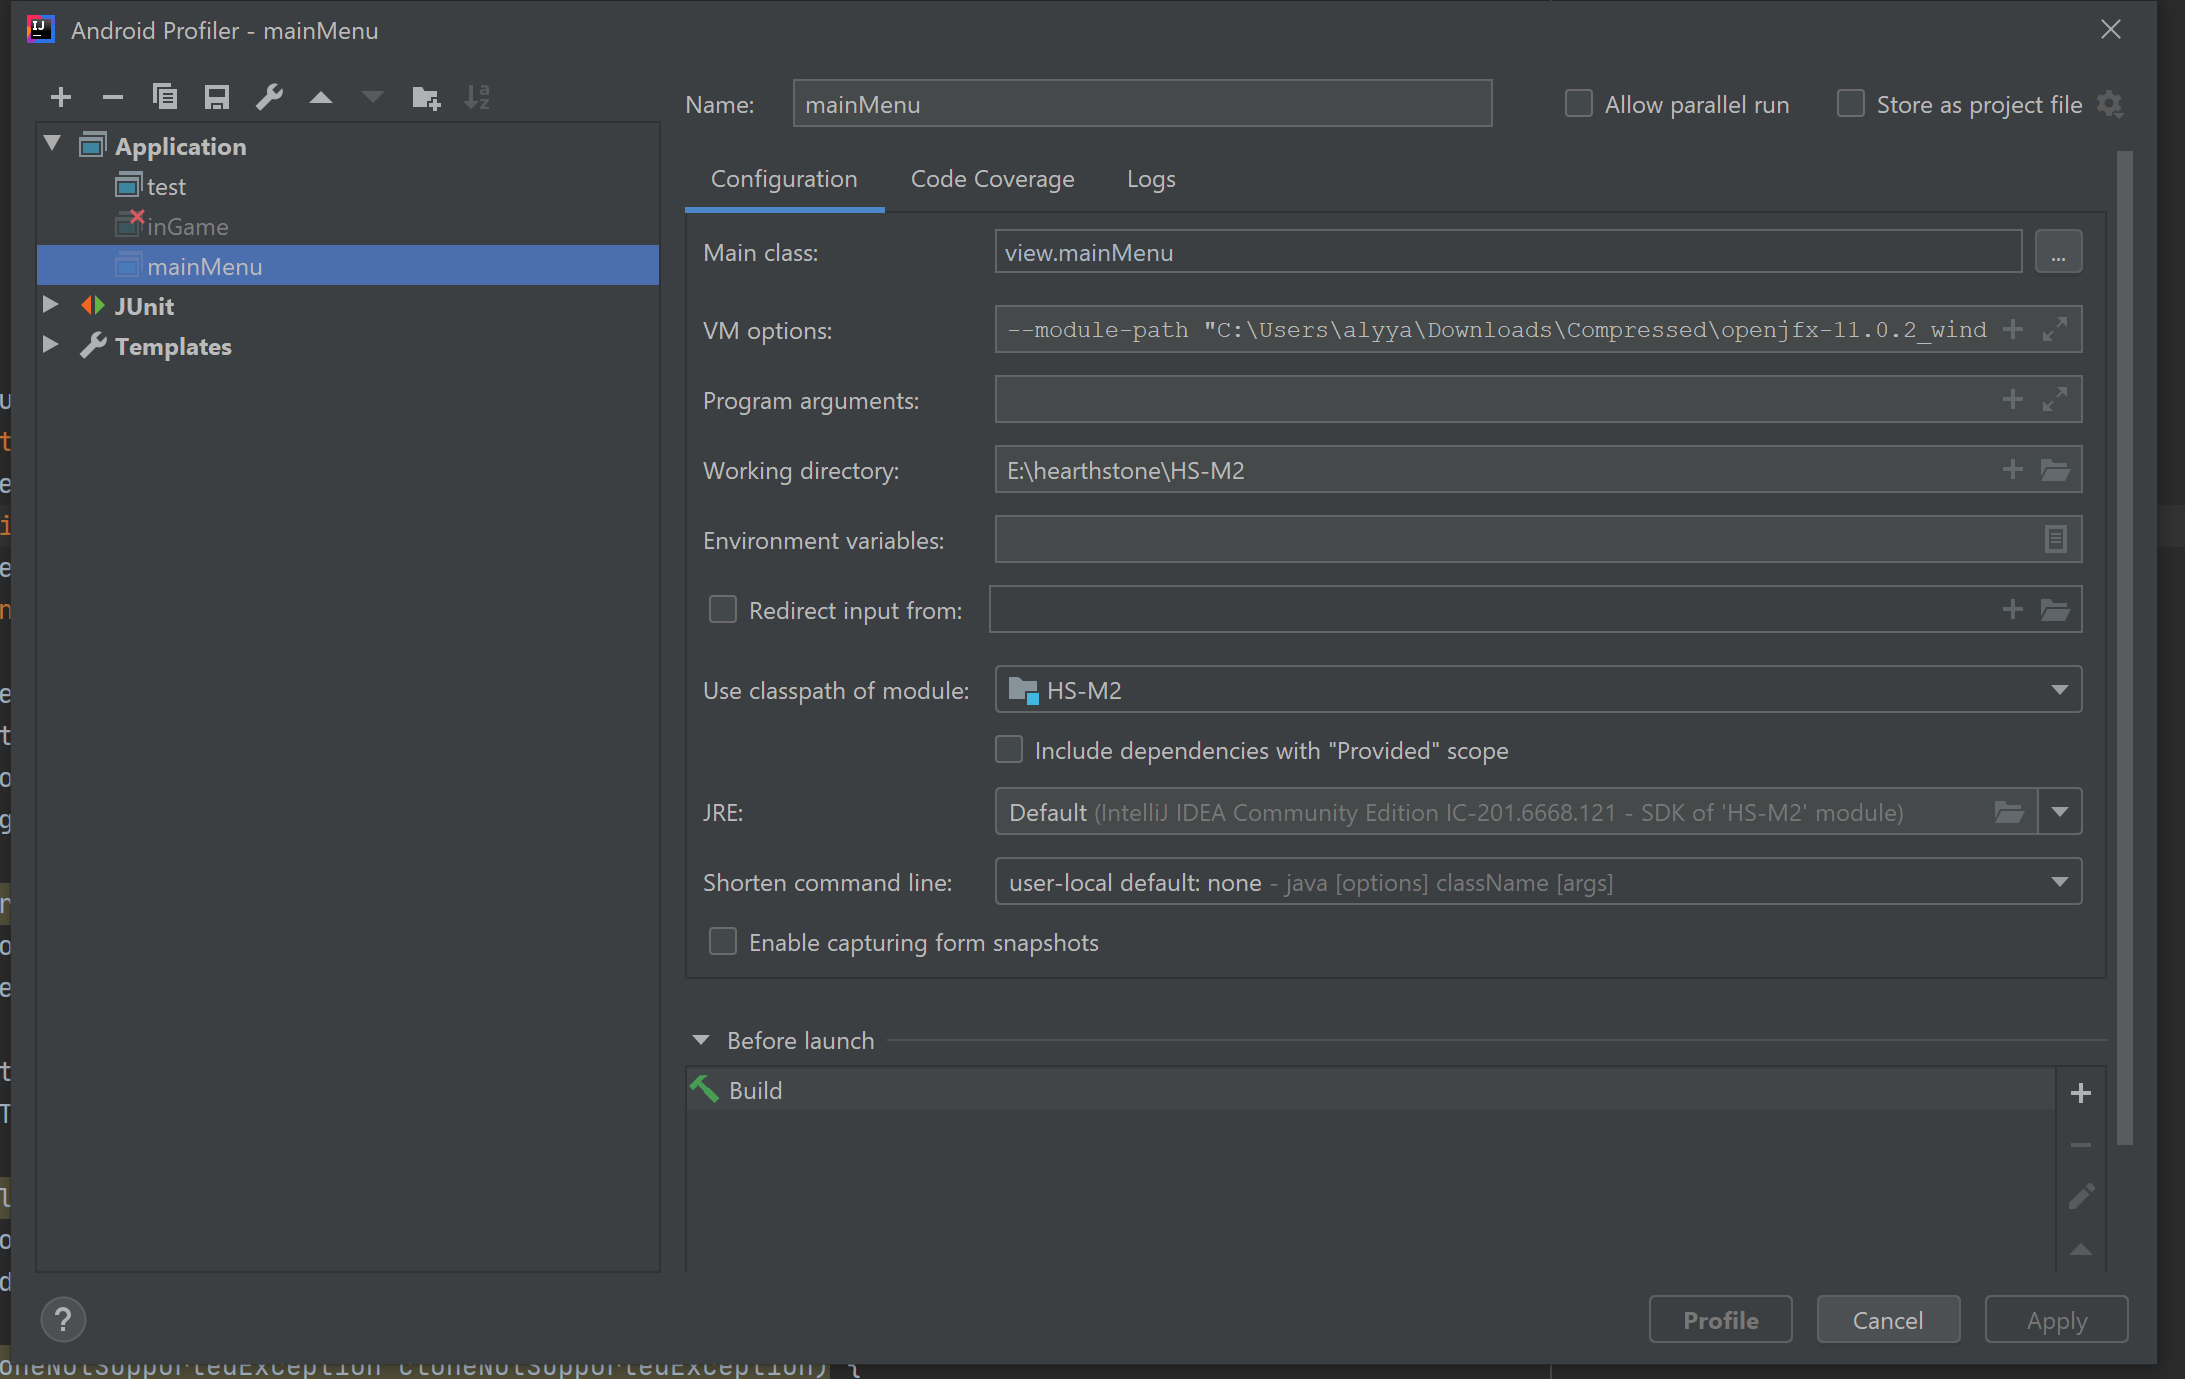 Android Profiler - mainMenu
Name:
mainMenu
Allow parallel run
Store as project file
Application
test
inGame
mainMenu
JUnit
Templates
Configuration
Code Coverage
Logs
Main class:
view.mainMenu
...
VM options:
--module-path "C:\Users\alyya\Downloads\Compressed\openjfx-11.0.2_wind
Program arguments:
Working directory:
E:\hearthstone\HS-M2
Environment variables:
Redirect input from:
Use classpath of module:
HS-M2
Include dependencies with "Provided" scope
JRE:
Default (IntelliJ IDEA Community Edition IC-201.6668.121 - SDK of 'HS-M2' module)
Shorten command line:
user-local default: none - java [options] className [args]
Enable capturing form snapshots
Before launch
Build
?
Profile
Cancel
Apply
oneNotSupportedException cloneNotSupportedException) {